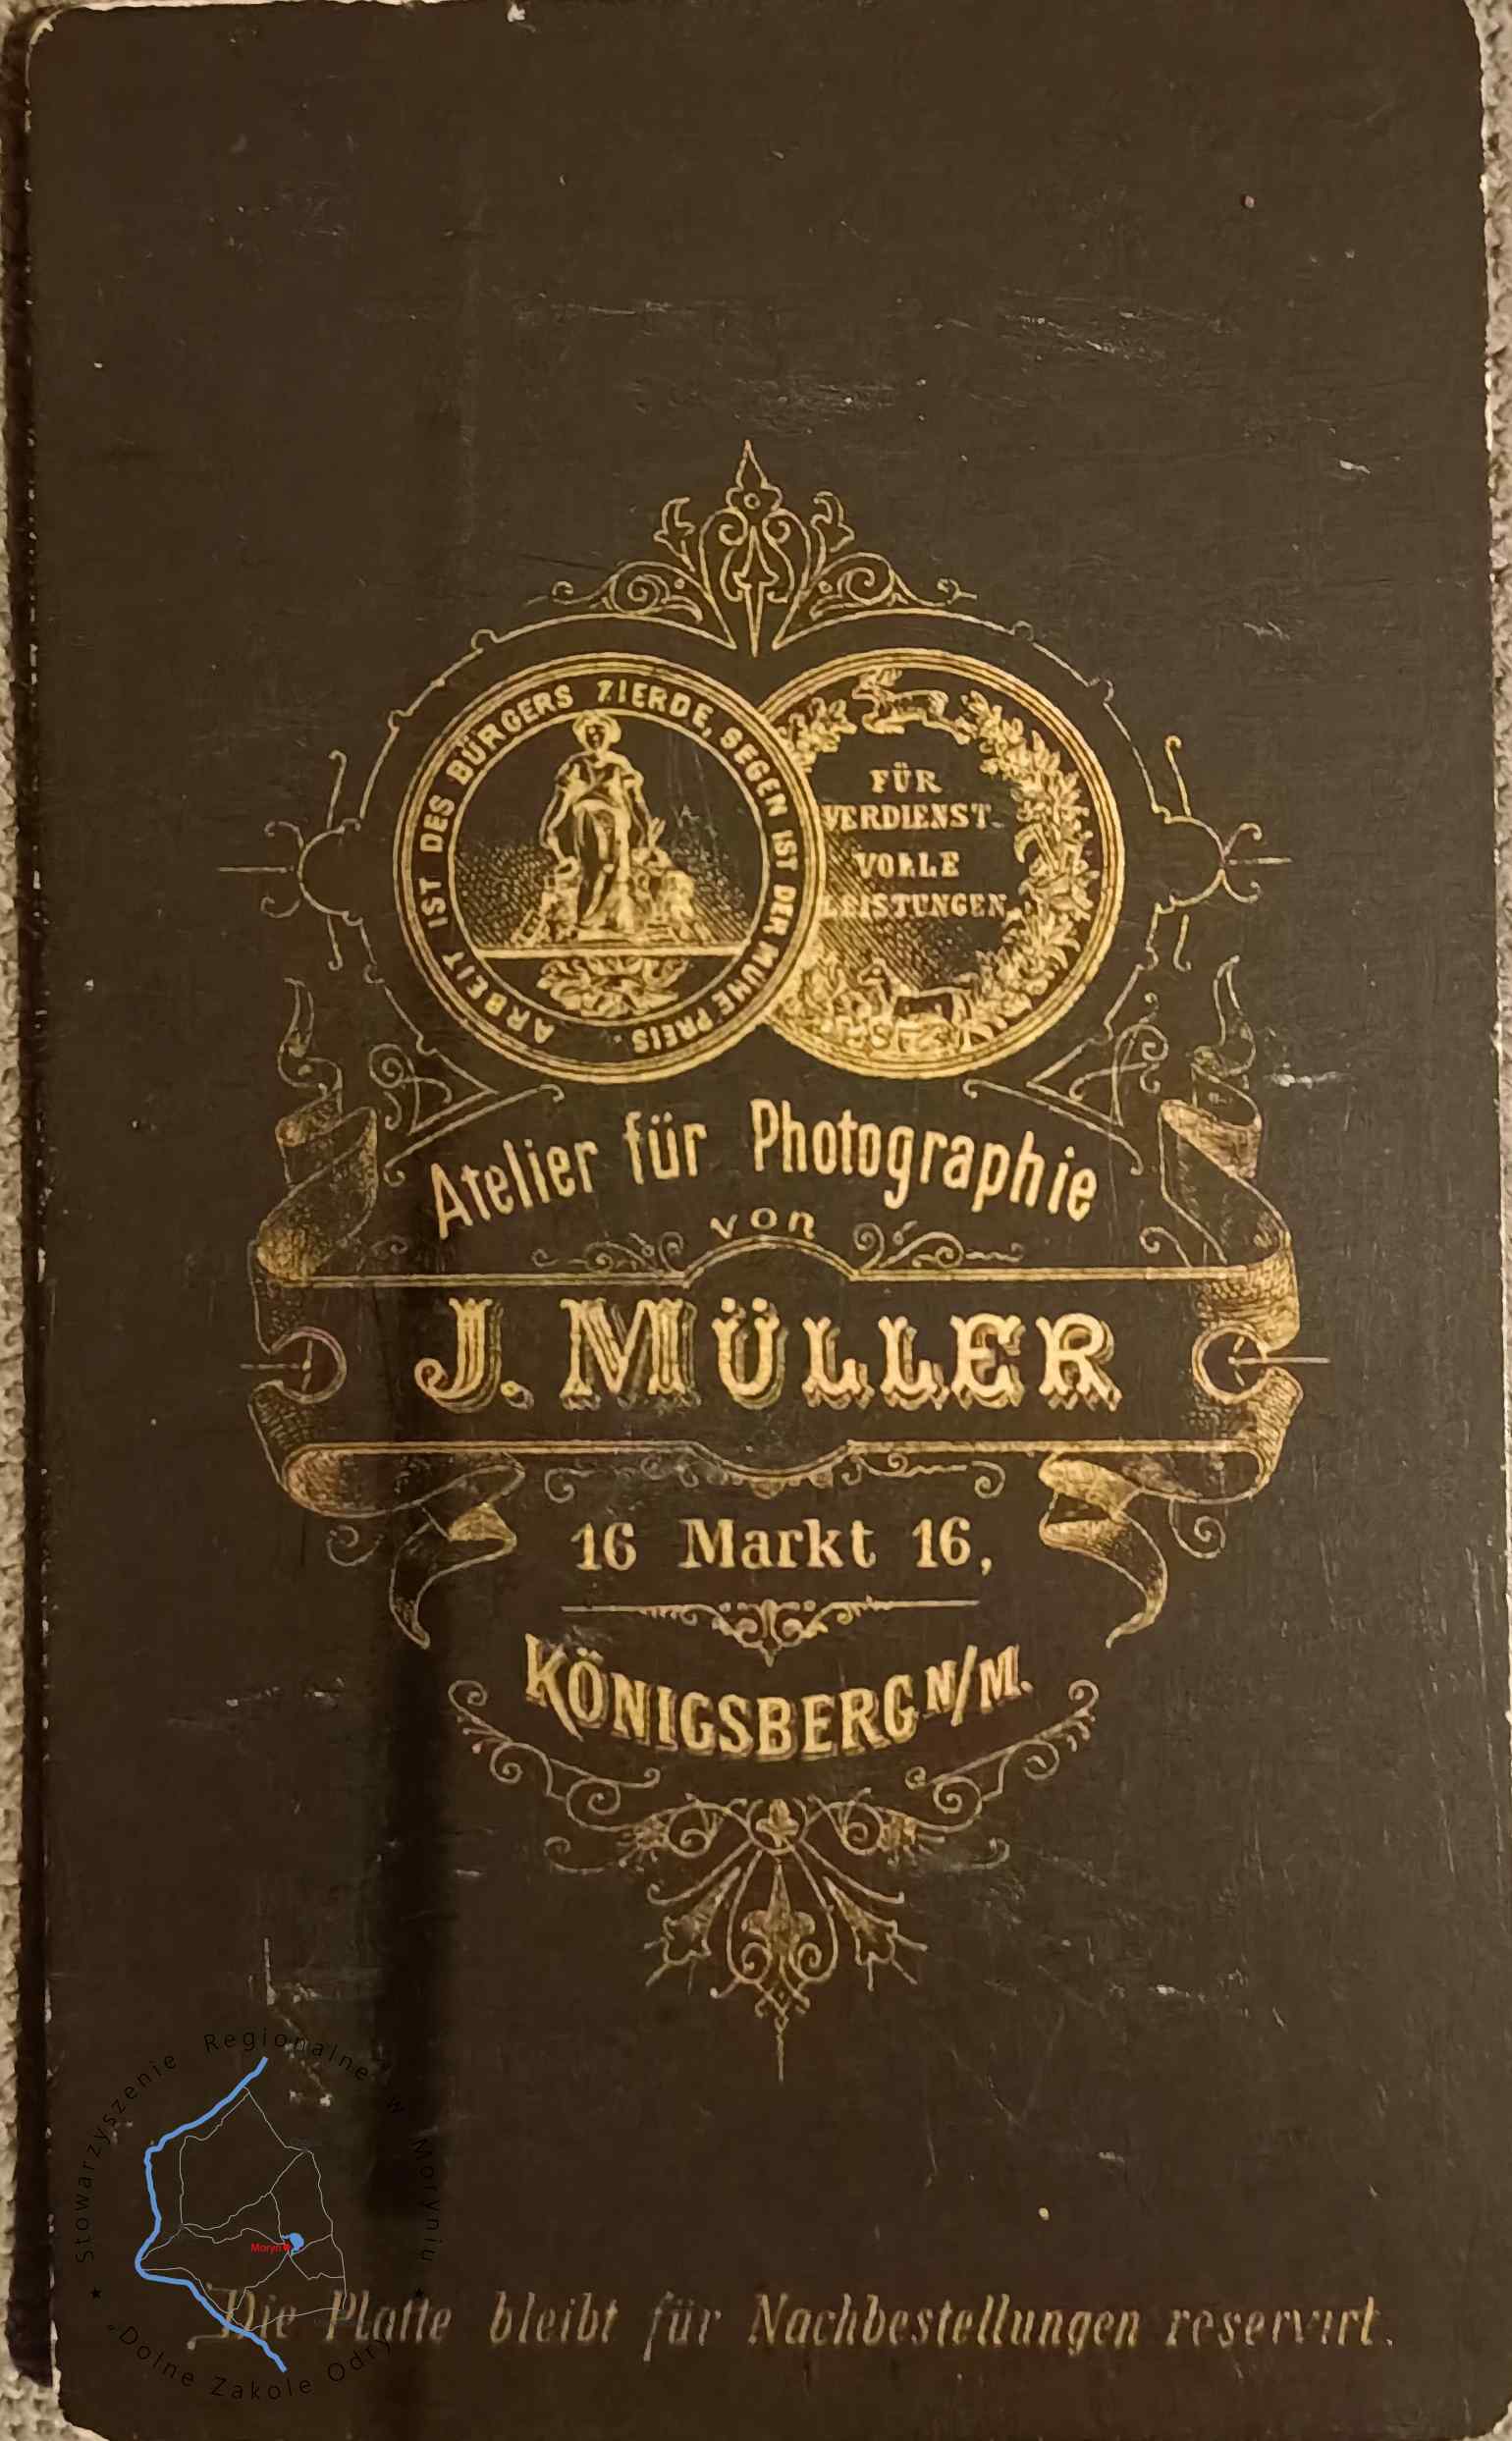 ARBEIT IST DES BÜRGERS ZIERDE, SEGEN IST DER MÜHE PREIS
FÜR
VERDIENST
VOLLE
LEISTUNGEN
Atelier für Photographie
von
J. MÜLLER
16 Markt 16,
KÖNIGSBERG N/M.
Die Platte bleibt für Nachbestellungen reservirt.
Stowarzyszenie Regionalne w Moryniu
Moryń
"Dolne Zakole Odry"